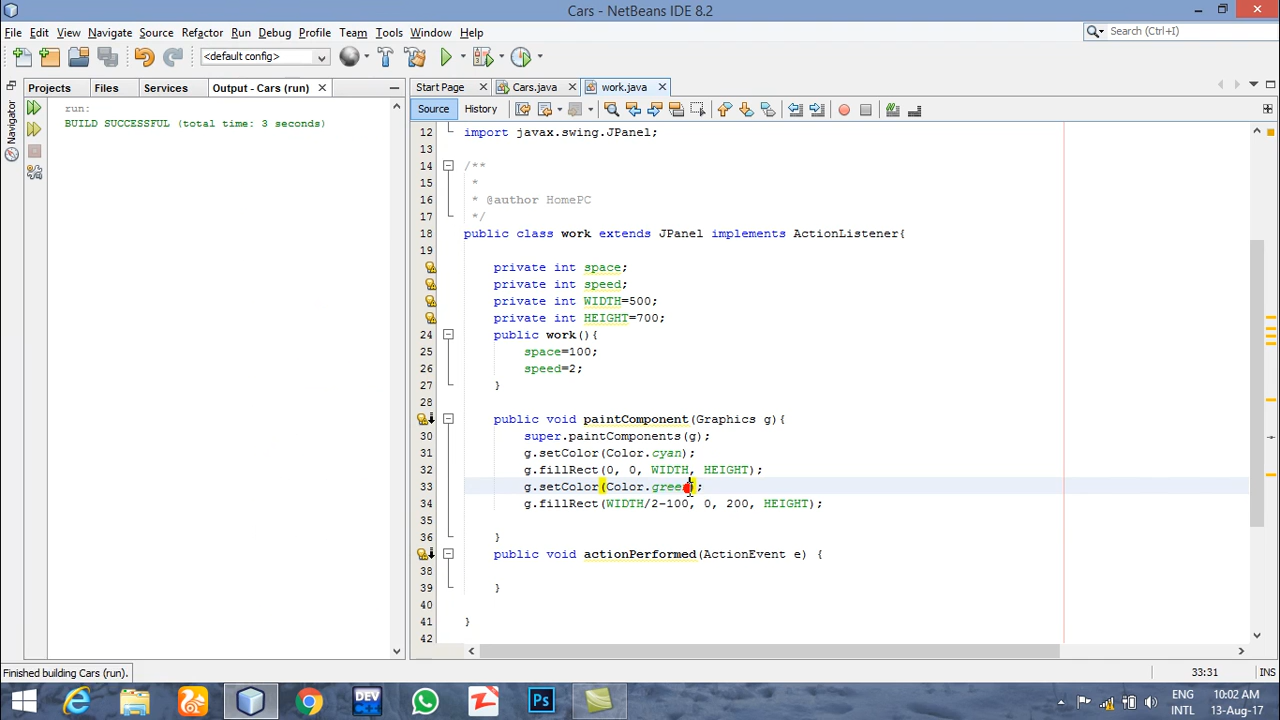 Cars - NetBeans IDE 8.2
File Edit View Navigate Source Refactor Run Debug Profile Team Tools Window Help
Search (Ctrl+I)
<default config>
Projects Files Services Output - Cars (run)
Start Page Cars.java work.java
Navigator
Source History
run:
BUILD SUCCESSFUL (total time: 3 seconds)
12 import javax.swing.JPanel;
13
14 /**
15 *
16 * @author HomePC
17 */
18 public class work extends JPanel implements ActionListener{
19
private int space;
private int speed;
private int WIDTH=500;
private int HEIGHT=700;
24 public work(){
25 space=100;
26 speed=2;
27 }
28
public void paintComponent(Graphics g){
30 super.paintComponents(g);
31 g.setColor(Color.cyan);
32 g.fillRect(0, 0, WIDTH, HEIGHT);
33 g.setColor(Color.green);
34 g.fillRect(WIDTH/2-100, 0, 200, HEIGHT);
35
36 }
public void actionPerformed(ActionEvent e) {
38
39 }
40
41 }
42
Finished building Cars (run).
33:31 INS
DEV
Ps
ENG
INTL
10:02 AM
13-Aug-17